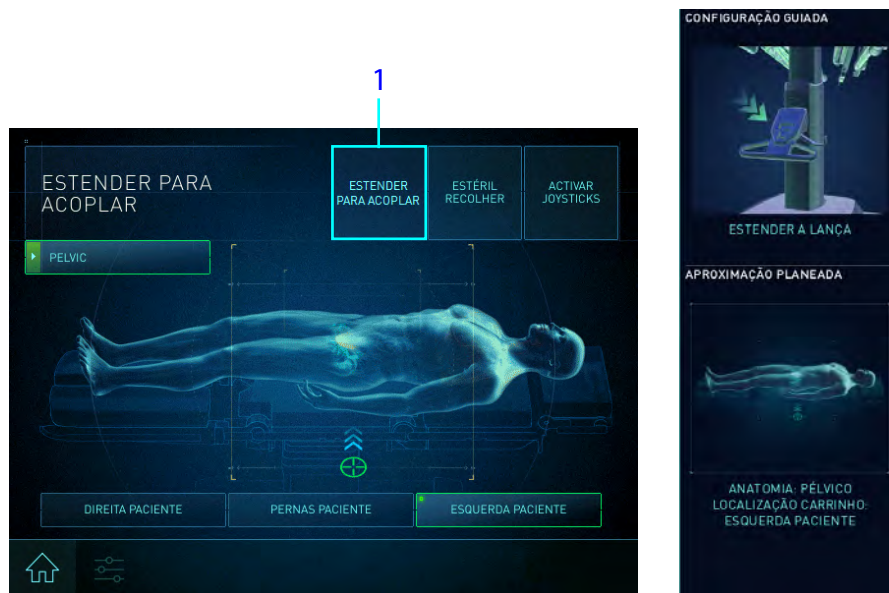 1
ESTENDER PARA
ACOPLAR
ESTENDER
PARA ACOPLAR
ESTÉRIL
RECOLHER
ACTIVAR
JOYSTICKS
PELVIC
DIREITA PACIENTE
PERNAS PACIENTE
ESQUERDA PACIENTE
CONFIGURAÇÃO GUIADA
ESTENDER A LANÇA
APROXIMAÇÃO PLANEADA
ANATOMIA: PÉLVICO
LOCALIZAÇÃO CARRINHO:
ESQUERDA PACIENTE